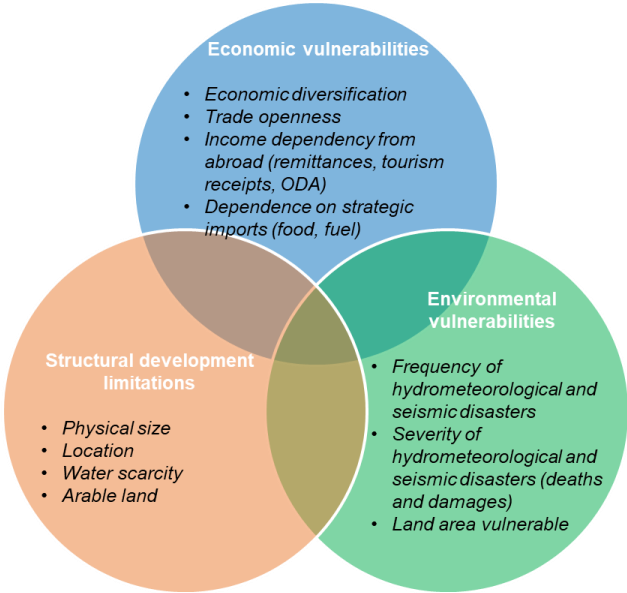 Economic vulnerabilities
• Economic diversification
• Trade openness
• Income dependency from
abroad (remittances, tourism
receipts, ODA)
• Dependence on strategic
imports (food, fuel)
Structural development
limitations
• Physical size
• Location
• Water scarcity
• Arable land
Environmental
vulnerabilities
• Frequency of
hydrometeorological and
seismic disasters
• Severity of
hydrometeorological and
seismic disasters (deaths
and damages)
• Land area vulnerable